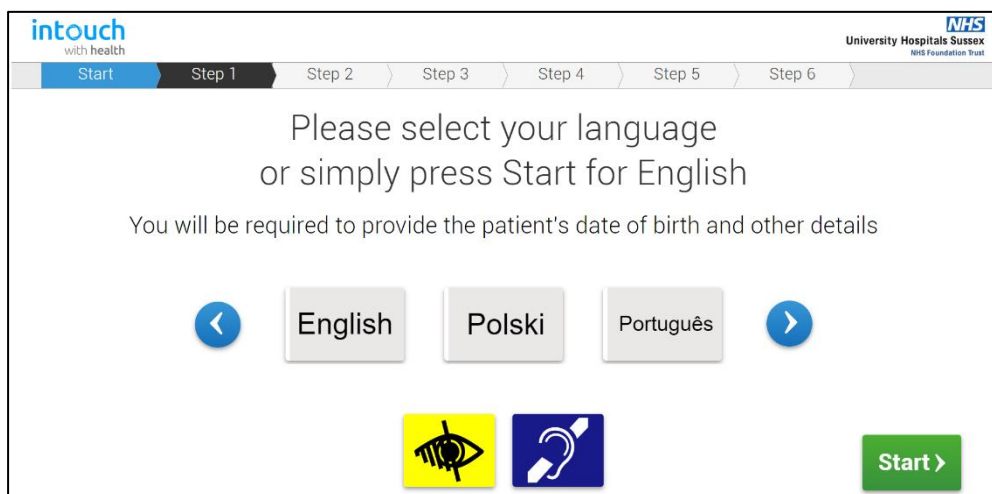 intouch
with health
NHS
University Hospitals Sussex
NHS Foundation Trust
Start Step 1 Step 2 Step 3 Step 4 Step 5 Step 6
Please select your language
or simply press Start for English
You will be required to provide the patient's date of birth and other details
English Polski Português
Start